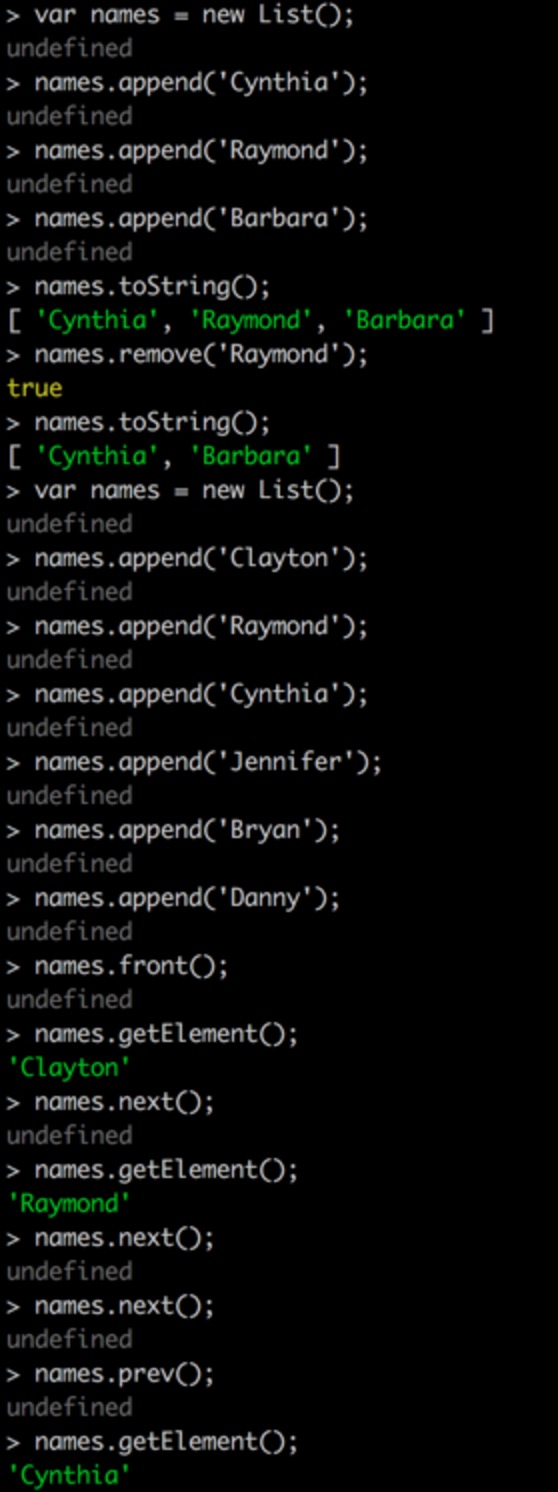 > var names = new List();
undefined
> names.append('Cynthia');
undefined
> names.append('Raymond');
undefined
> names.append('Barbara');
undefined
> names.toString();
[ 'Cynthia', 'Raymond', 'Barbara' ]
> names.remove('Raymond');
true
> names.toString();
[ 'Cynthia', 'Barbara' ]
> var names = new List();
undefined
> names.append('Clayton');
undefined
> names.append('Raymond');
undefined
> names.append('Cynthia');
undefined
> names.append('Jennifer');
undefined
> names.append('Bryan');
undefined
> names.append('Danny');
undefined
> names.front();
undefined
> names.getElement();
'Clayton'
> names.next();
undefined
> names.getElement();
'Raymond'
> names.next();
undefined
> names.next();
undefined
> names.prev();
undefined
> names.getElement();
'Cynthia'